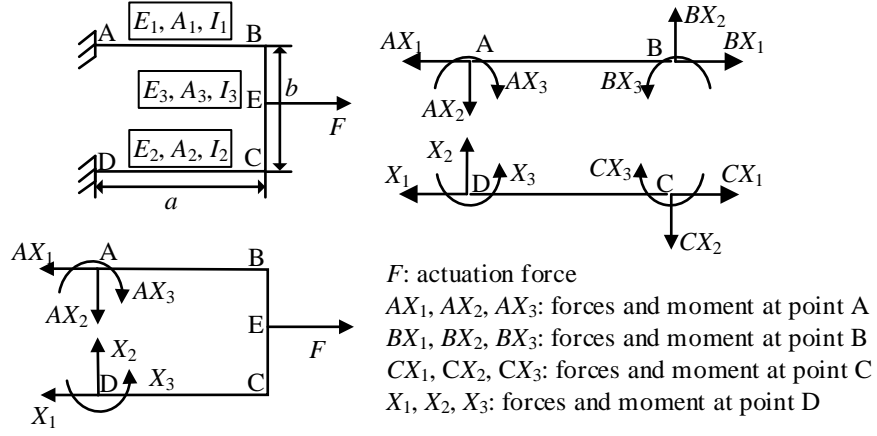 E₁, A₁, I₁
A
B
E₃, A₃, I₃
E
b
F
E₂, A₂, I₂
D
C
a
BX₂
AX₁
A
B
BX₁
AX₃
BX₃
AX₂
X₂
X₁
D
X₃
CX₃
C
CX₁
CX₂
AX₁
A
B
AX₃
AX₂
E
X₂
F
X₃
D
C
X₁
F: actuation force
AX₁, AX₂, AX₃: forces and moment at point A
BX₁, BX₂, BX₃: forces and moment at point B
CX₁, CX₂, CX₃: forces and moment at point C
X₁, X₂, X₃: forces and moment at point D